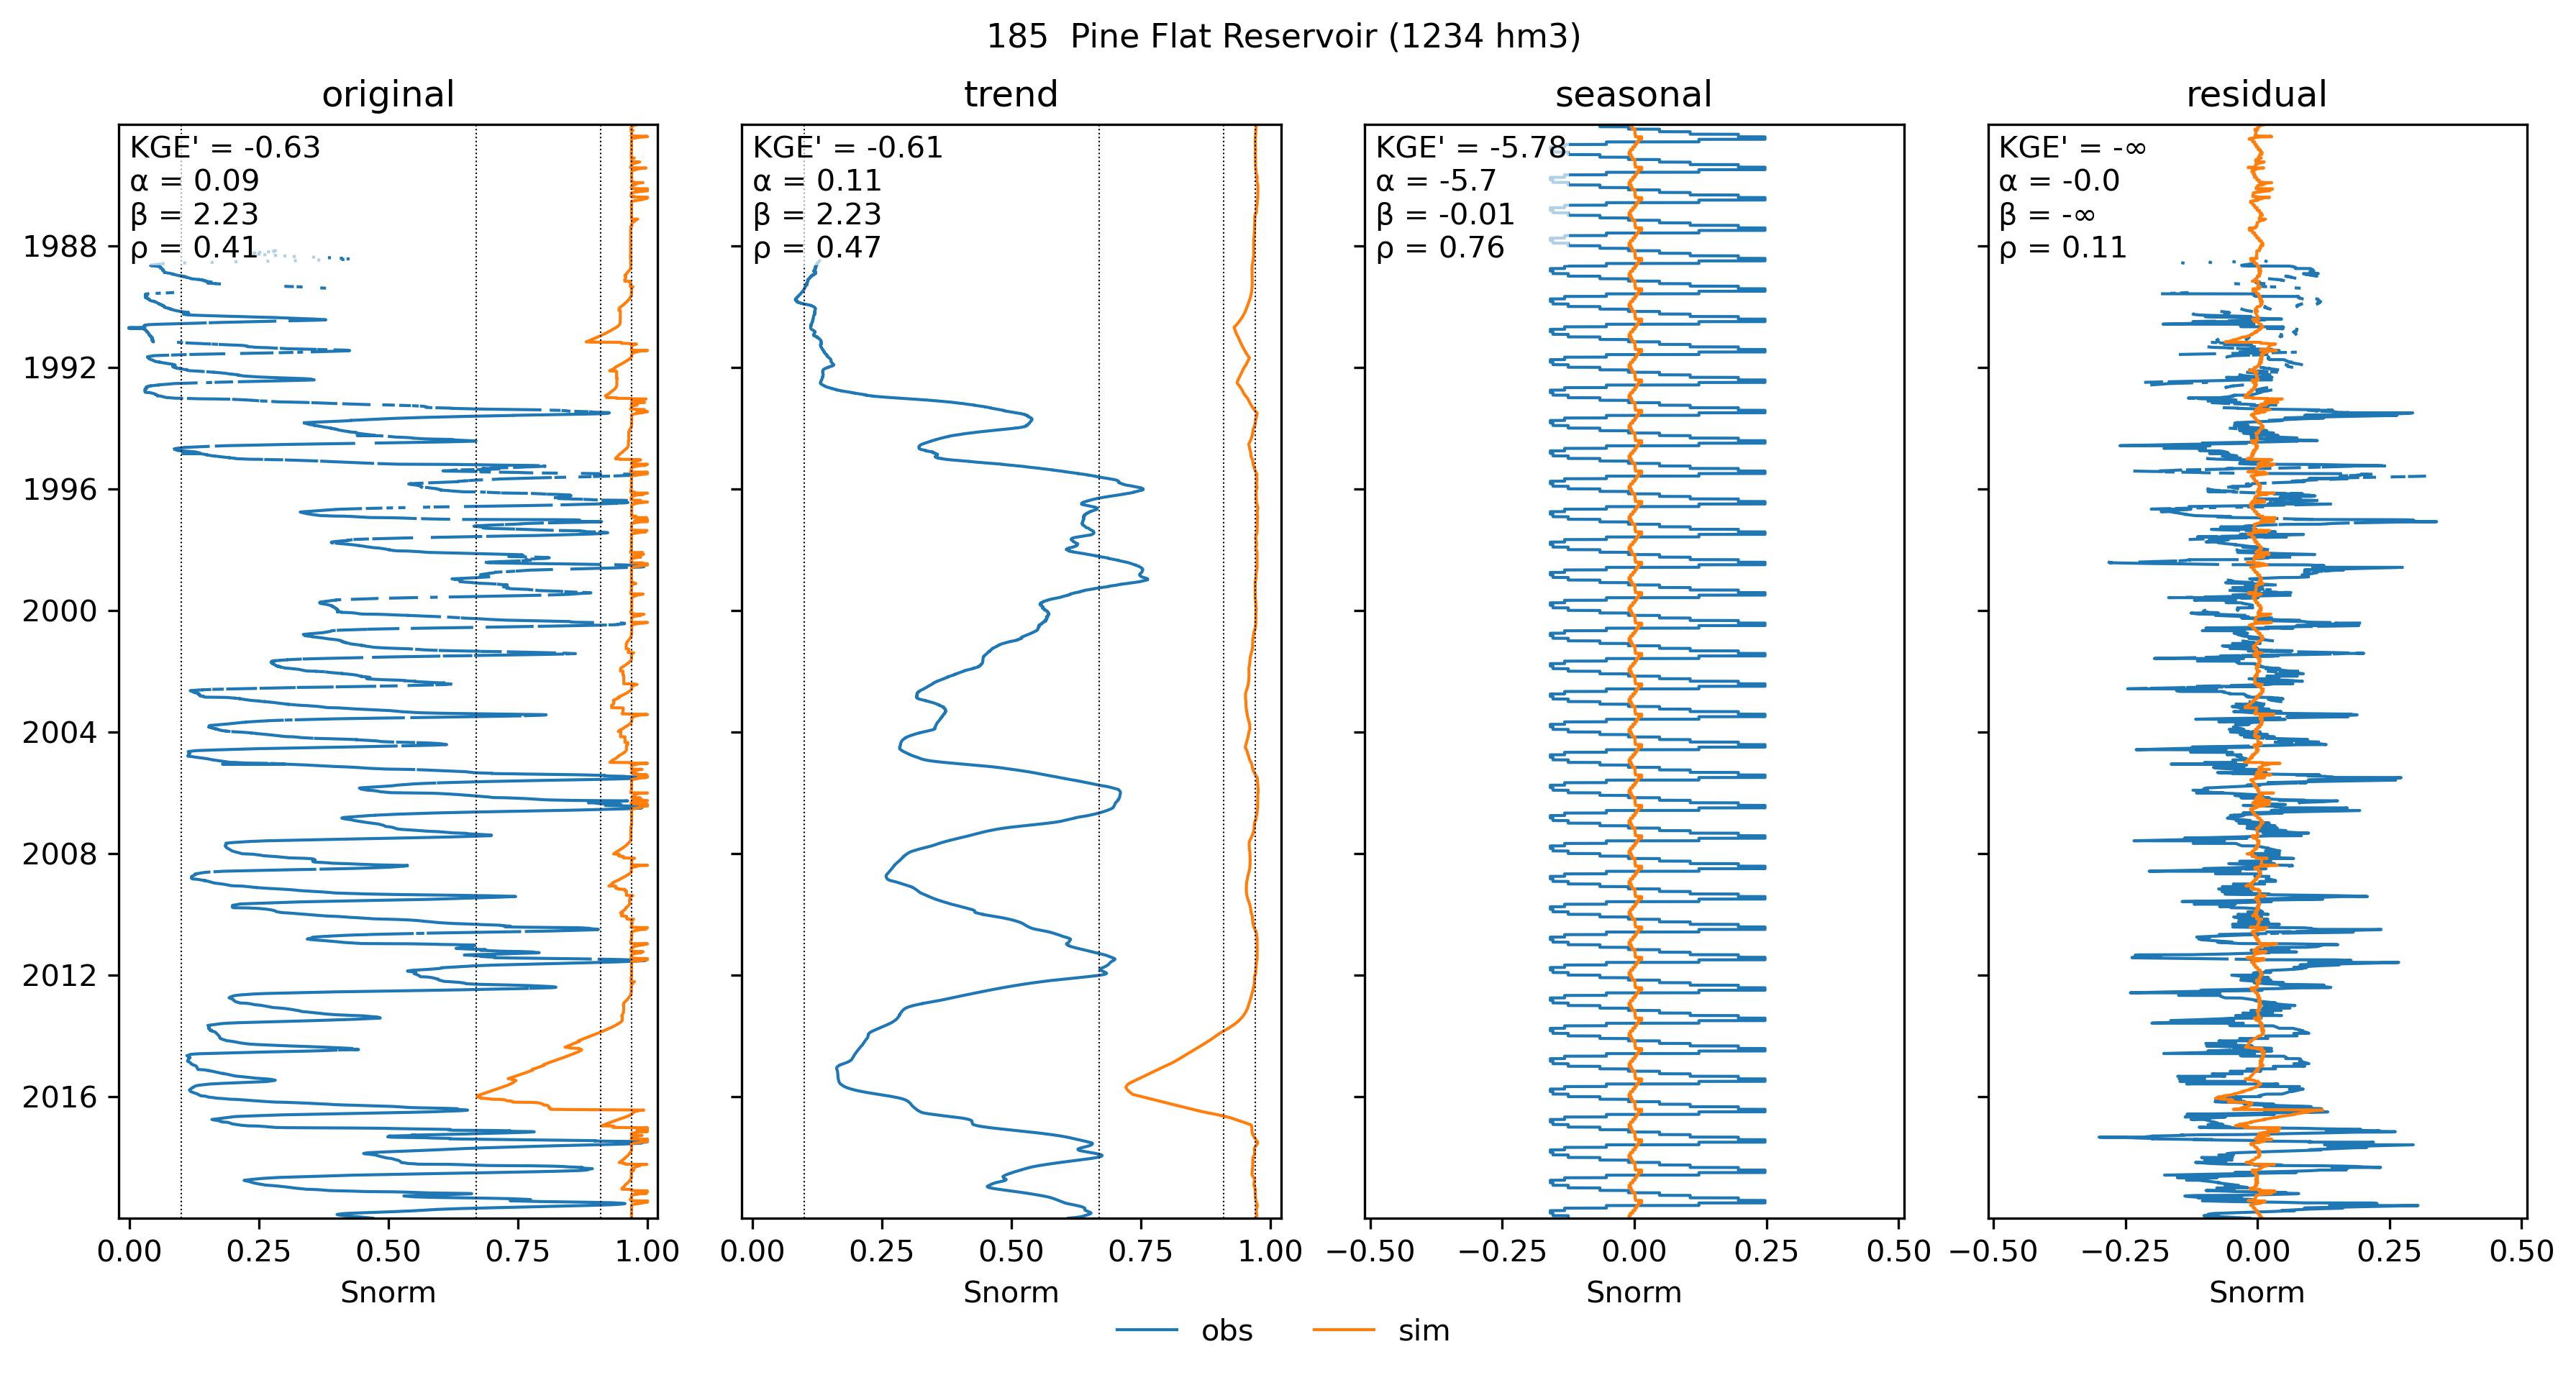 185  Pine Flat Reservoir (1234 hm3)
original
trend
seasonal
residual
KGE' = -0.63
α = 0.09
β = 2.23
ρ = 0.41
KGE' = -0.61
α = 0.11
β = 2.23
ρ = 0.47
KGE' = -5.78
α = -5.7
β = -0.01
ρ = 0.76
KGE' = -∞
α = -0.0
β = -∞
ρ = 0.11
1988
1992
1996
2000
2004
2008
2012
2016
0.00 0.25 0.50 0.75 1.00
0.00 0.25 0.50 0.75 1.00
−0.50 −0.25 0.00 0.25 0.50
−0.50 −0.25 0.00 0.25 0.50
Snorm
Snorm
Snorm
Snorm
obs
sim